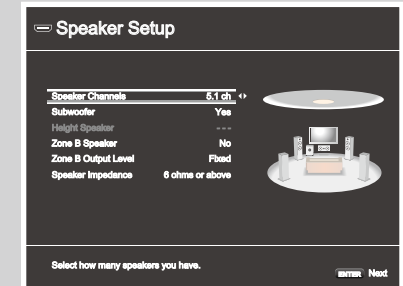 Speaker Setup
Speaker Channels 5.1 ch
Subwoofer Yes
Height Speaker ---
Zone B Speaker No
Zone B Output Level Fixed
Speaker Impedance 6 ohms or above
Select how many speakers you have.
ENTER Next